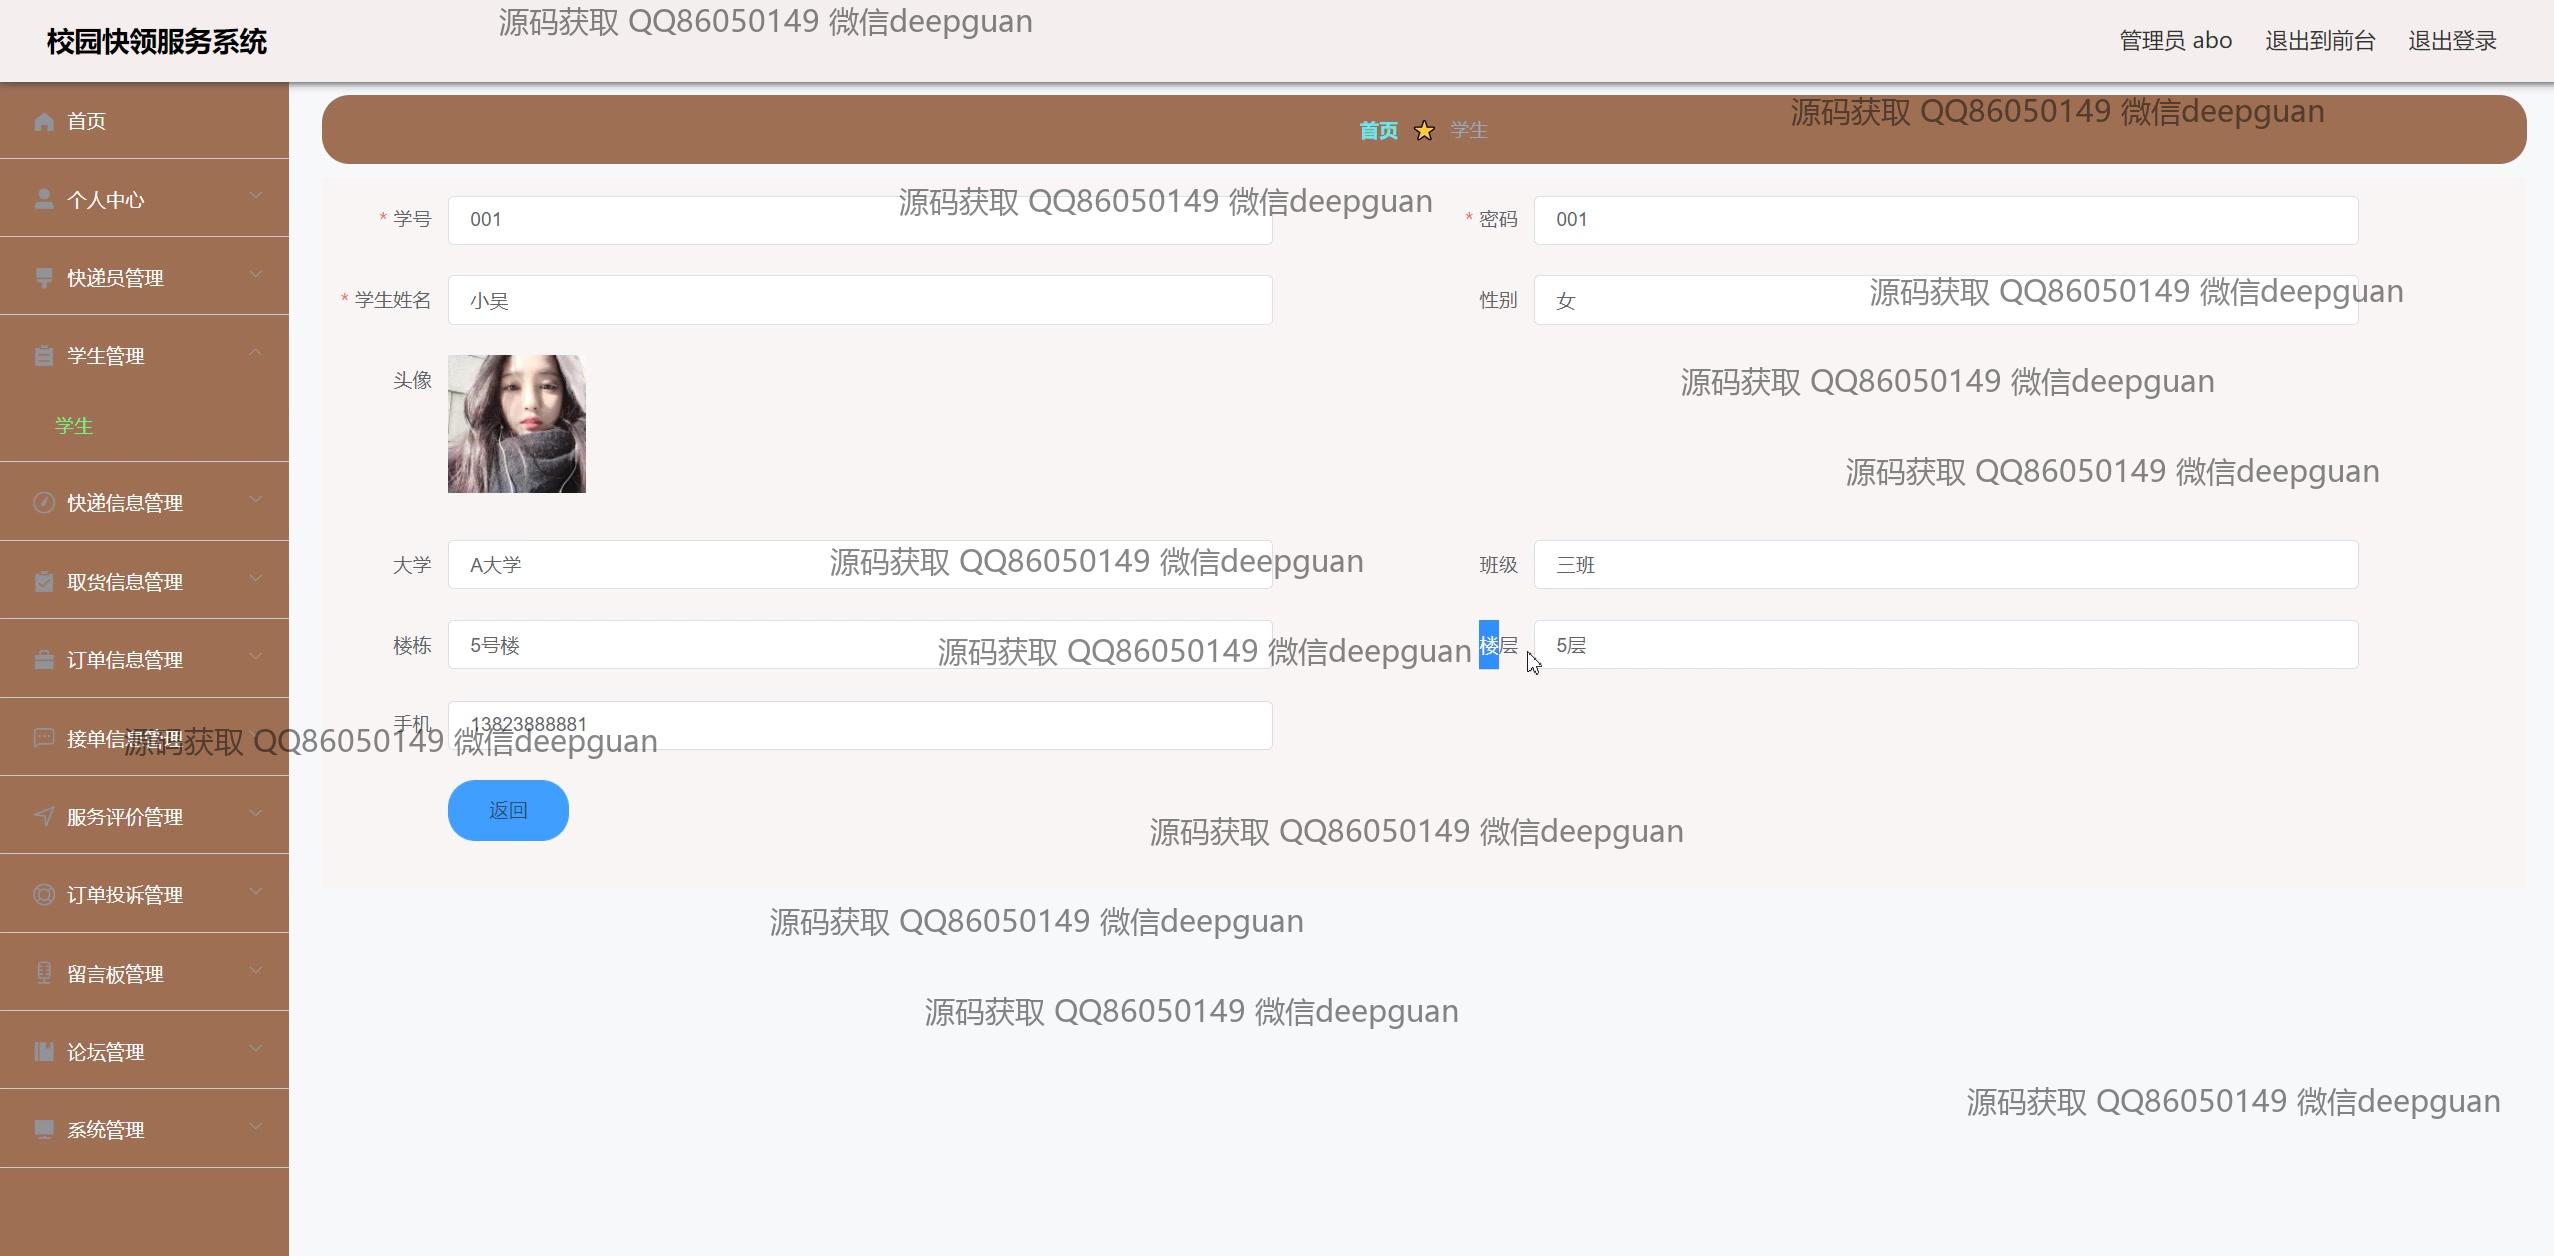 校园快领服务系统
源码获取 QQ86050149 微信deepguan
管理员 abo
退出到前台
退出登录
首页
个人中心
快递员管理
学生管理
学生
快递信息管理
取货信息管理
订单信息管理
接单信息管理
服务评价管理
订单投诉管理
留言板管理
论坛管理
系统管理
首页 学生
源码获取 QQ86050149 微信deepguan
* 学号 001
源码获取 QQ86050149 微信deepguan
* 密码 001
* 学生姓名 小吴
性别 女
源码获取 QQ86050149 微信deepguan
头像
源码获取 QQ86050149 微信deepguan
源码获取 QQ86050149 微信deepguan
大学 A大学
源码获取 QQ86050149 微信deepguan
班级 三班
楼栋 5号楼
源码获取 QQ86050149 微信deepguan
楼层 5层
手机 13823888881
源码获取 QQ86050149 微信deepguan
返回
源码获取 QQ86050149 微信deepguan
源码获取 QQ86050149 微信deepguan
源码获取 QQ86050149 微信deepguan
源码获取 QQ86050149 微信deepguan